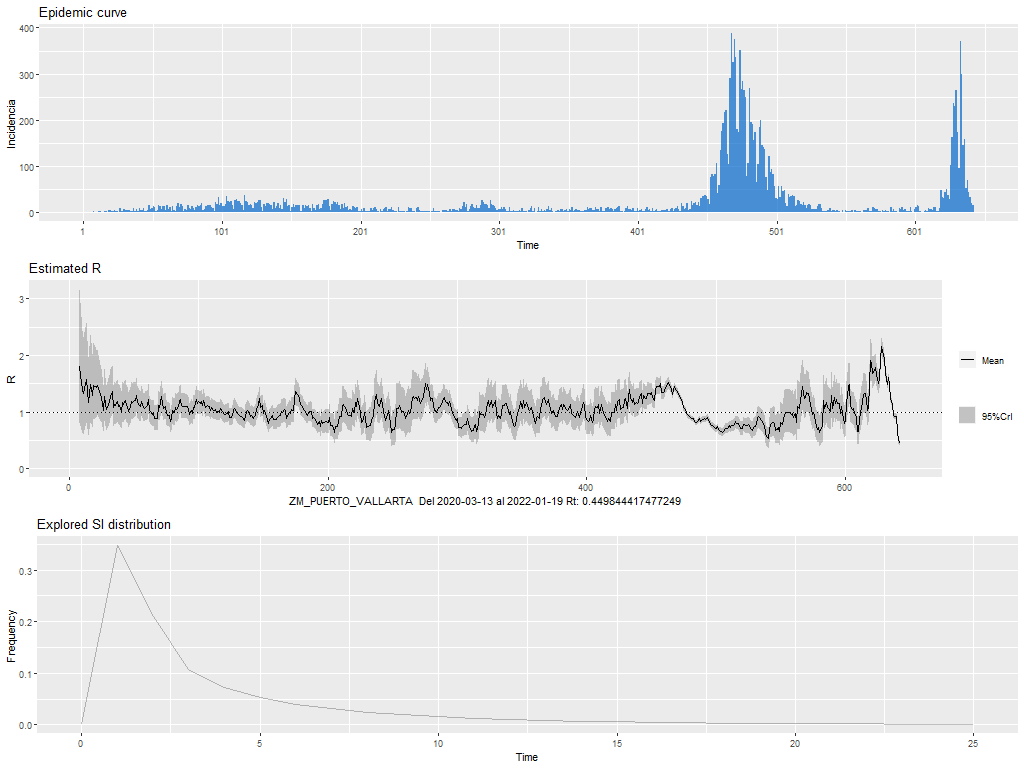 Epidemic curve
400
300
200
100
0
Incidencia
1 101 201 301 401 501 601
Time
Estimated R
3
2
1
0
R
Mean
95%CrI
0 200 400 600
ZM_PUERTO_VALLARTA Del 2020-03-13 al 2022-01-19 Rt: 0.449844417477249
Explored SI distribution
0.3
0.2
0.1
0.0
Frequency
0 5 10 15 20 25
Time